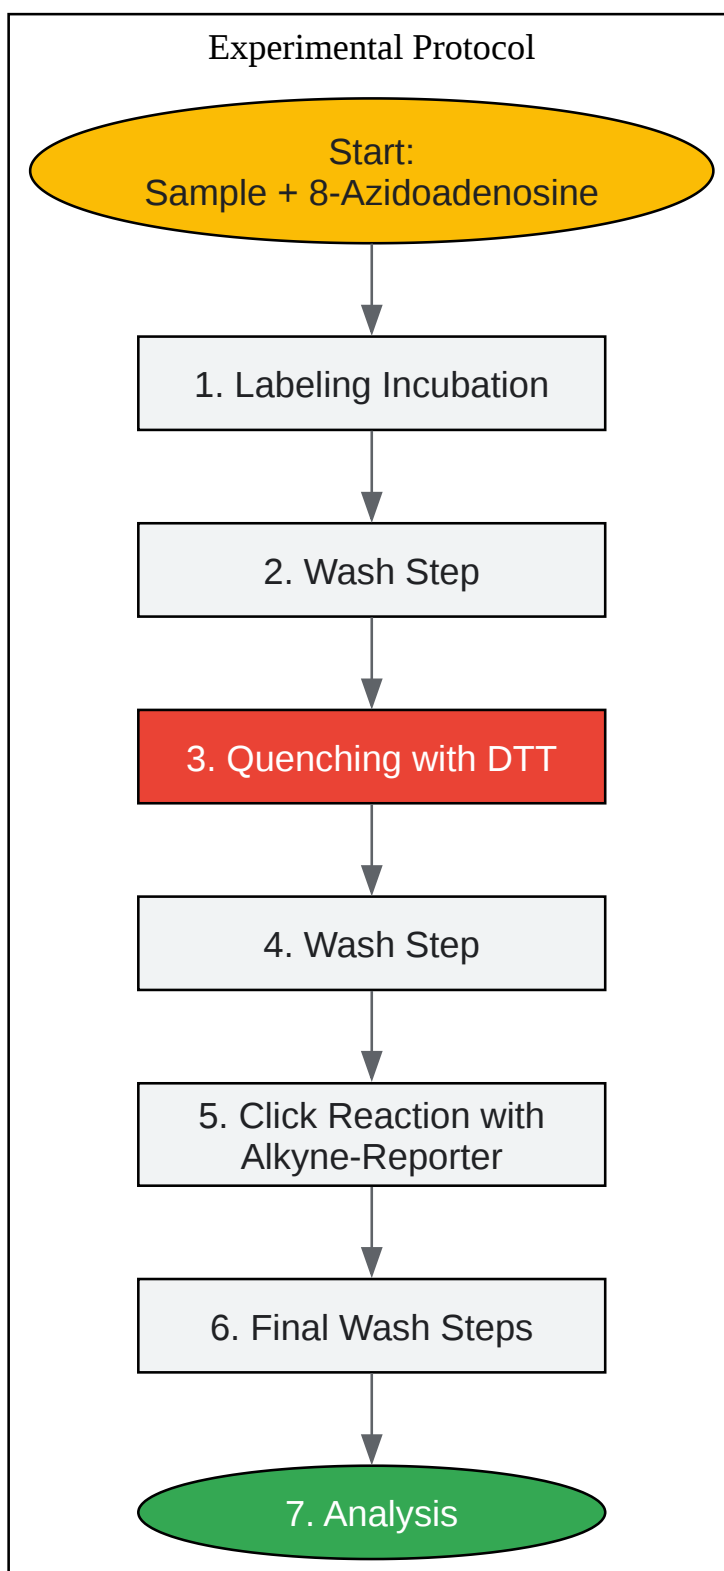 Experimental Protocol
Start:
Sample + 8-Azidoadenosine
1. Labeling Incubation
2. Wash Step
3. Quenching with DTT
4. Wash Step
5. Click Reaction with
Alkyne-Reporter
6. Final Wash Steps
7. Analysis